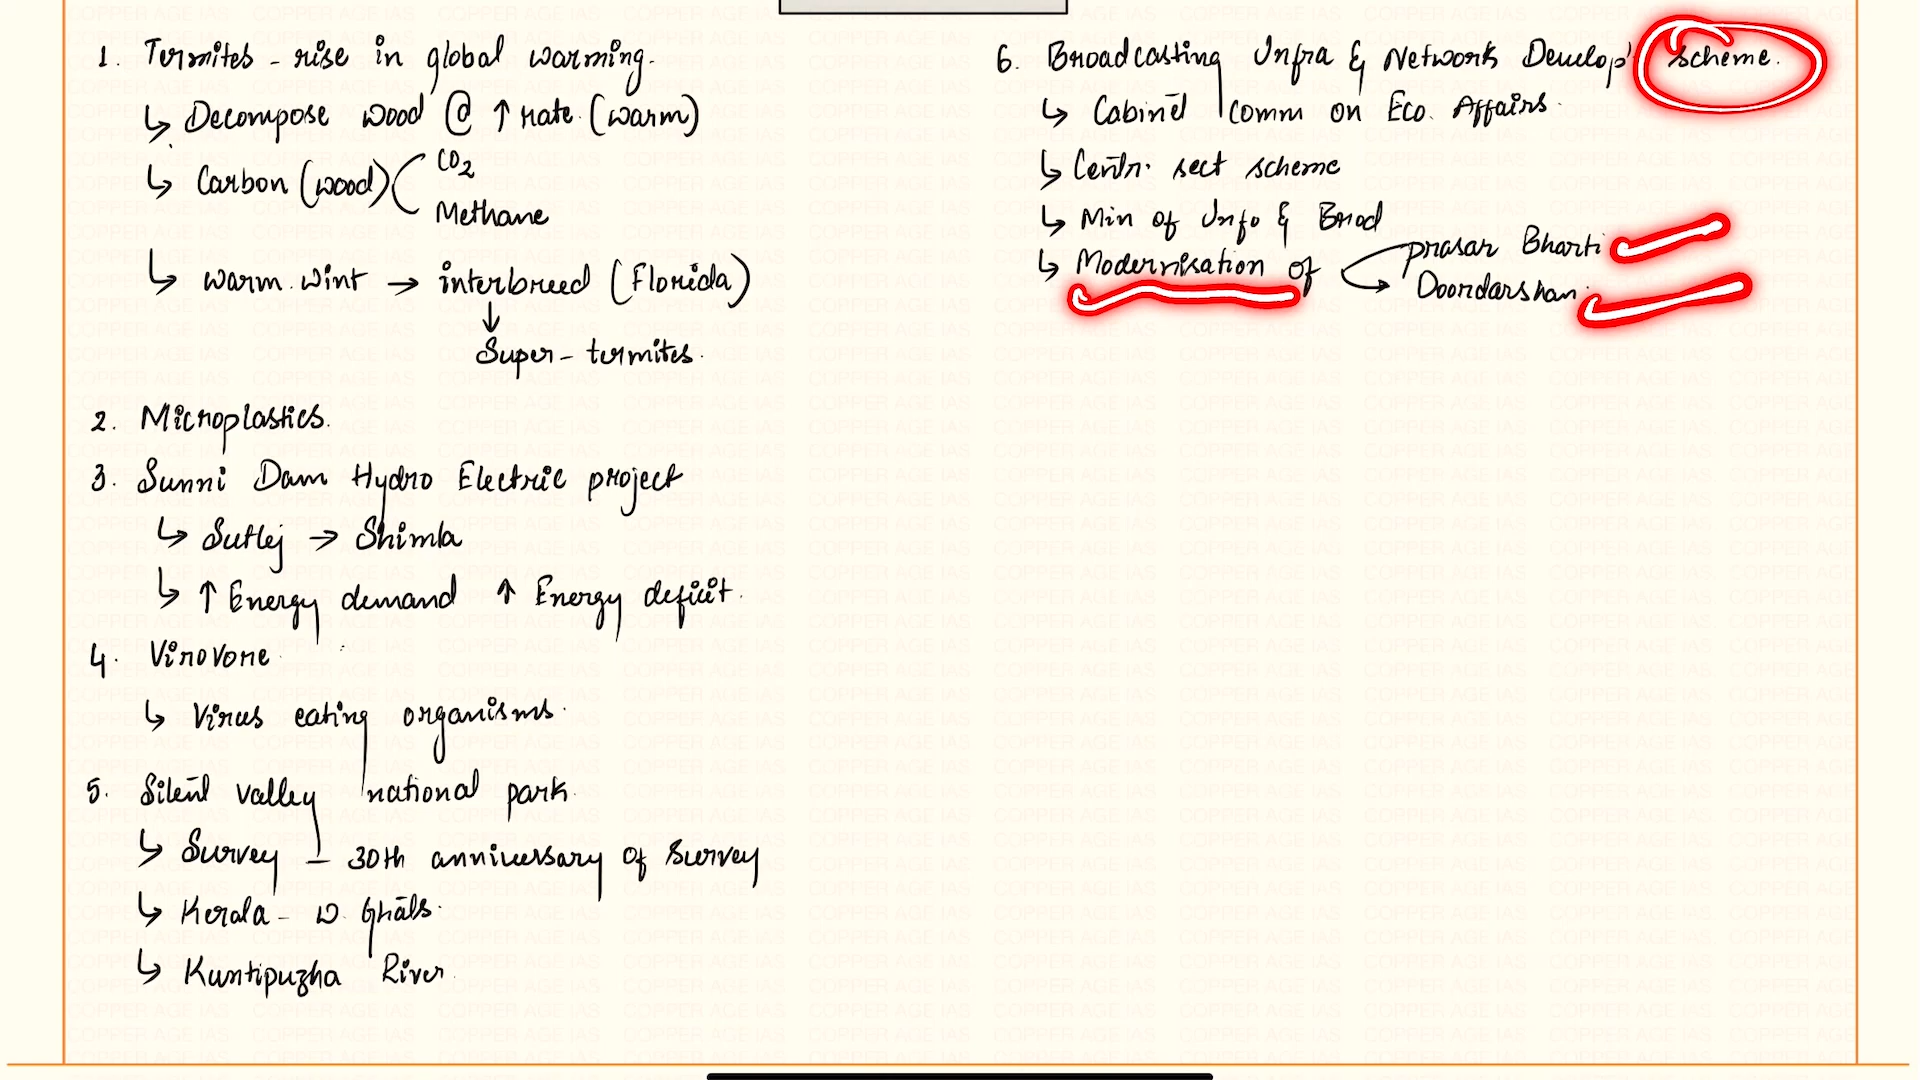 1. Termites - rise in global warming.
↳ Decompose wood @ ↑ rate (warm)
↳ Carbon (wood) CO2
Methane
↳ warm wint → interbreed (Florida)
↓
Super-termites.
2. Microplastics.
3. Sunni Dam Hydro Electric project
↳ Sutlej → Shimla
↳ ↑ Energy demand ↑ Energy deficit.
4. Virovore.
↳ Virus eating organisms.
5. Silent valley national park.
↳ Survey - 30th anniversary of survey
↳ Kerala - W. Ghats.
↳ Kuntipuzha River.
6. Broadcasting Infra & Network Develop' scheme.
↳ Cabinet Comm on Eco. Affairs.
↳ Centr. sect scheme
↳ Min of Info & Brod
↳ Modernisation of prasar Bharti
→ Doordarshan.
COPPER AGE IAS